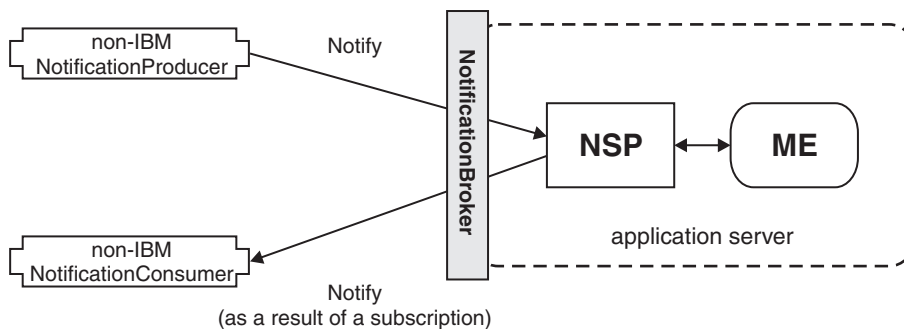 non-IBM
NotificationProducer
Notify
NotificationBroker
NSP
ME
application server
non-IBM
NotificationConsumer
Notify
(as a result of a subscription)